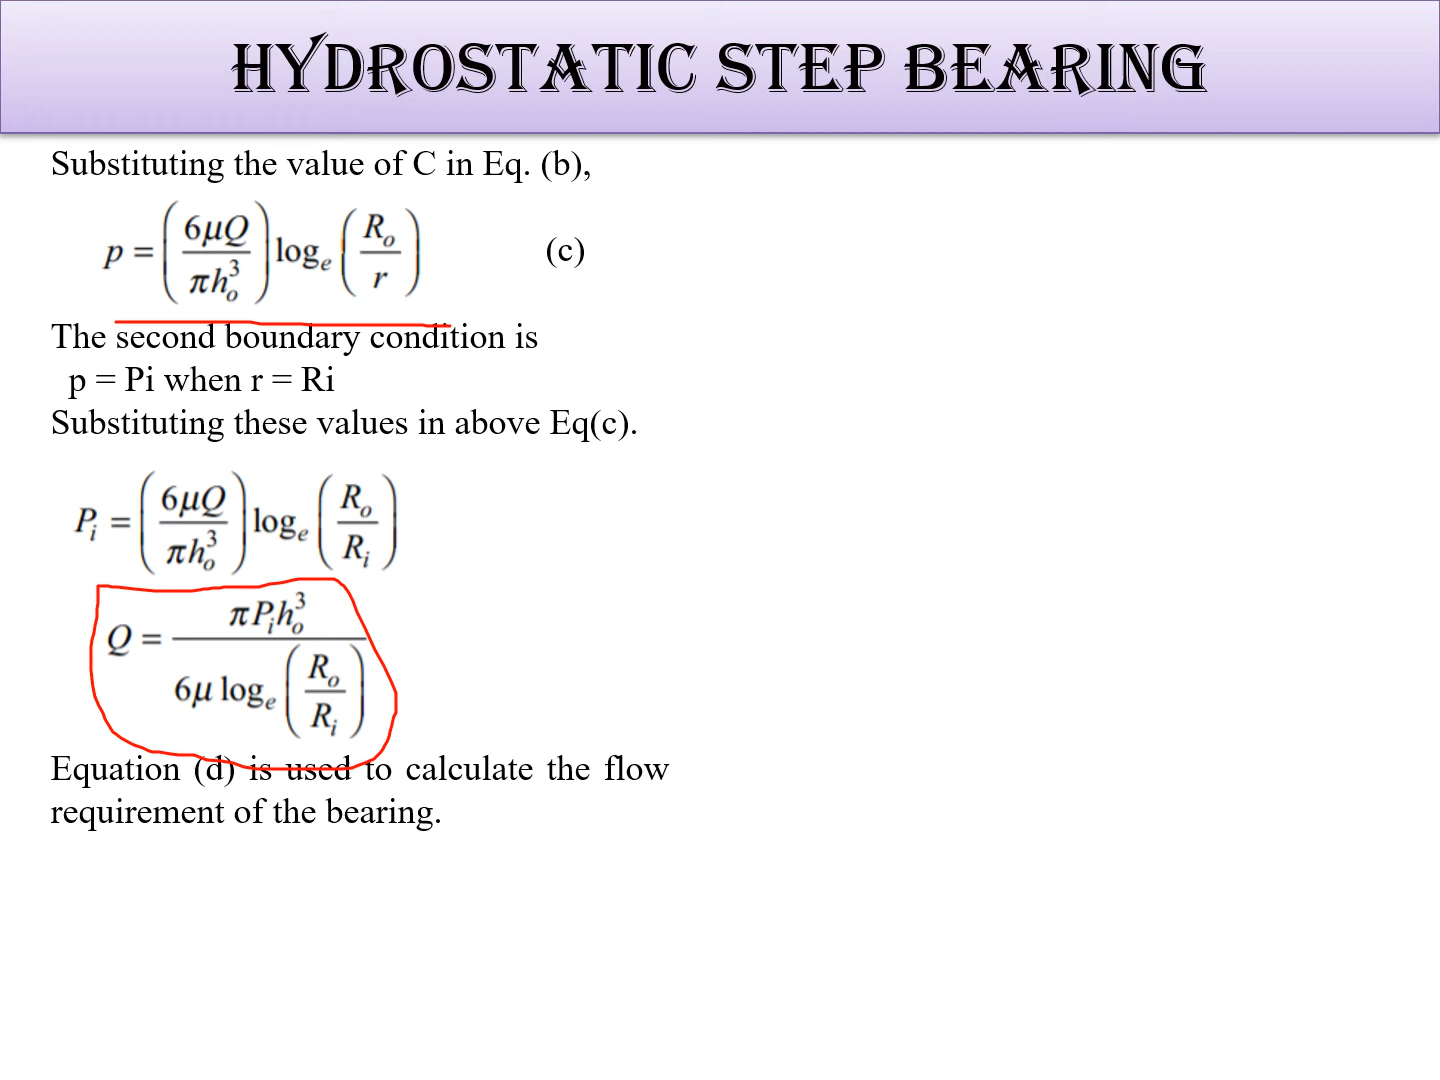 HYDROSTATIC STEP BEARING
Substituting the value of C in Eq. (b),
p = (6μQ / πh_o^3) log_e (R_o / r) (c)
The second boundary condition is
p = Pi when r = Ri
Substituting these values in above Eq(c).
P_i = (6μQ / πh_o^3) log_e (R_o / R_i)
Q = πP_i h_o^3 / 6μ log_e (R_o / R_i)
Equation (d) is used to calculate the flow
requirement of the bearing.